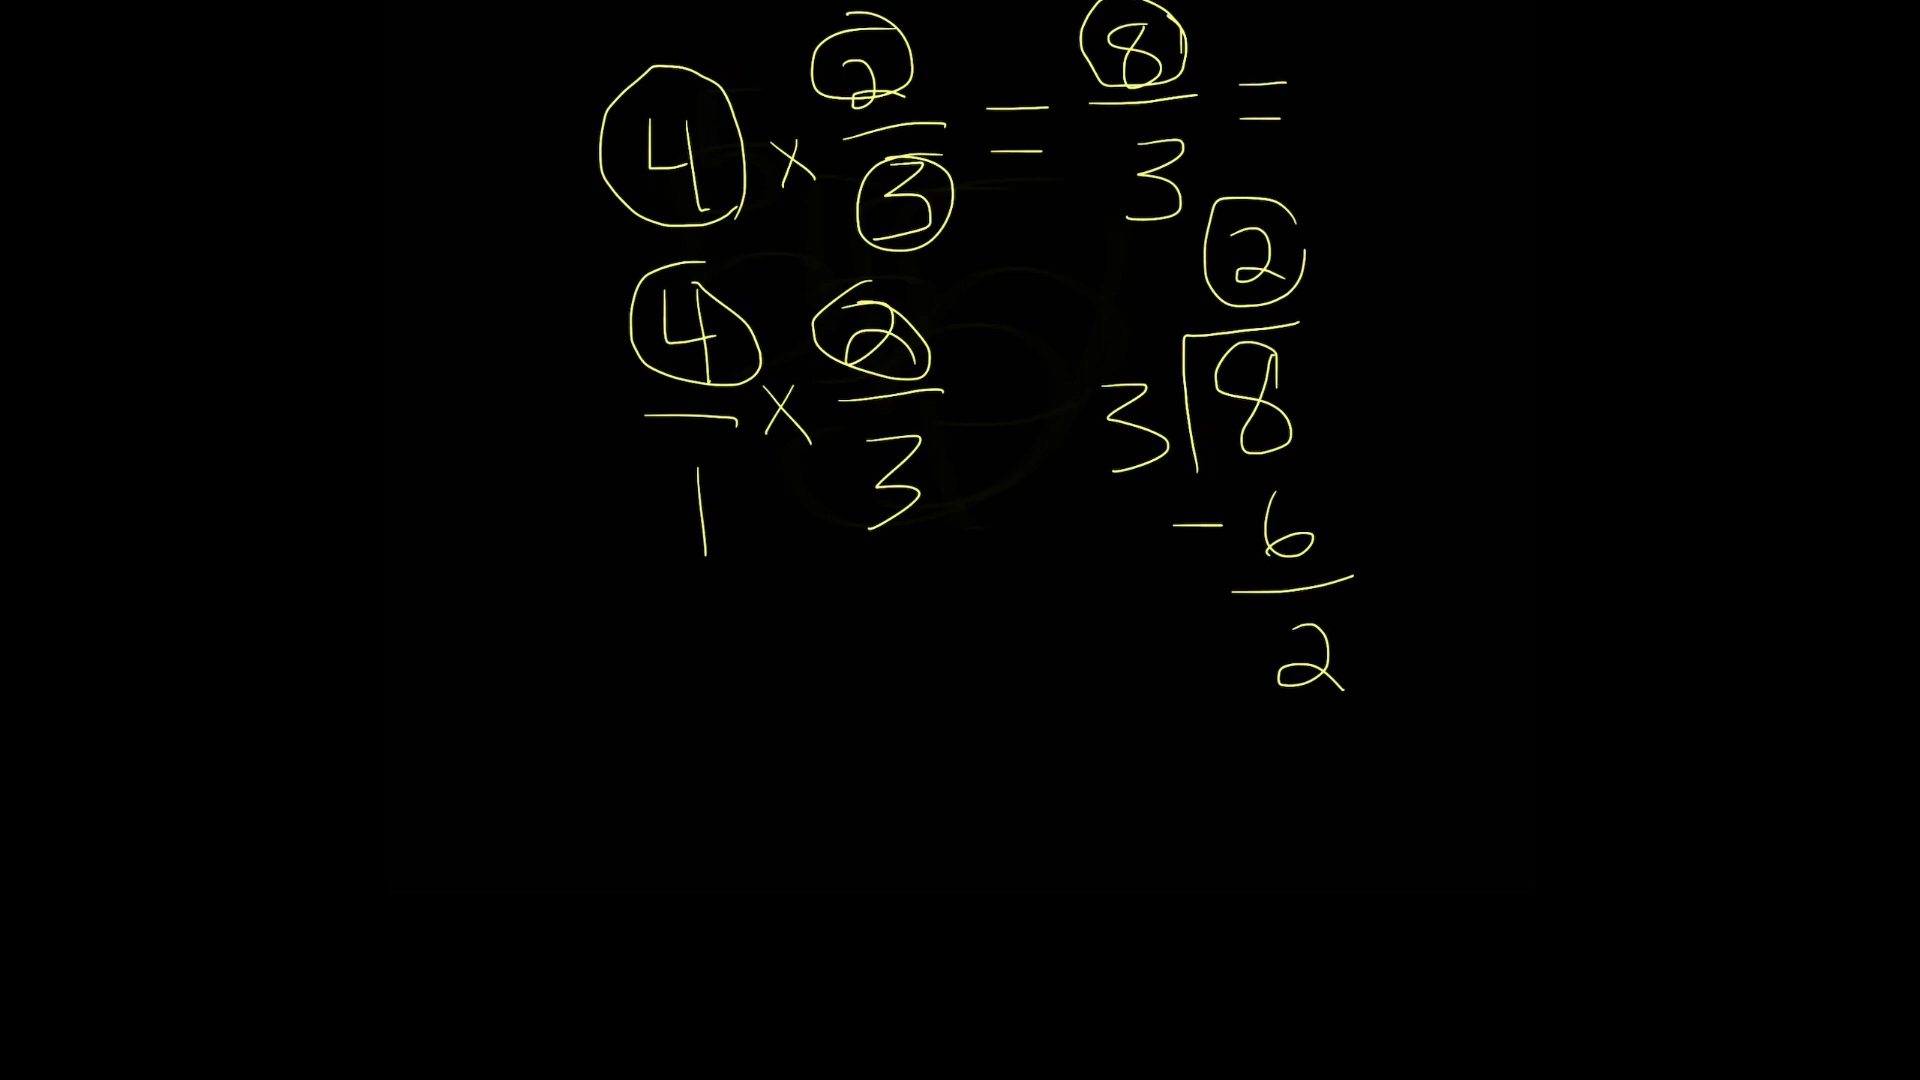 4 × 2/3 = 8/3 =
4/1 × 2/3
2
3 8
- 6
2